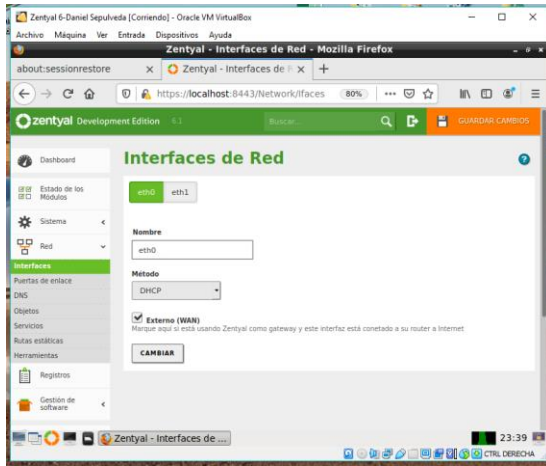 Zentyal 6-Daniel Sepulveda [Corriendo] - Oracle VM VirtualBox
Archivo Máquina Ver Entrada Dispositivos Ayuda
Zentyal - Interfaces de Red - Mozilla Firefox
about:sessionrestore
Zentyal - Interfaces de R
https://localhost:8443/Network/Ifaces
80%
zentyal Development Edition 6.1
Buscar...
GUARDAR CAMBIOS
Dashboard
Estado de los
Módulos
Sistema
Red
Interfaces
Puertas de enlace
DNS
Objetos
Servicios
Rutas estáticas
Herramientas
Registros
Gestión de
software
Interfaces de Red
eth0 eth1
Nombre
eth0
Método
DHCP
Externo (WAN)
Marque aquí si está usando Zentyal como gateway y este interfaz está conetado a su router a Internet
CAMBIAR
Zentyal - Interfaces de ...
23:39
CTRL DERECHA